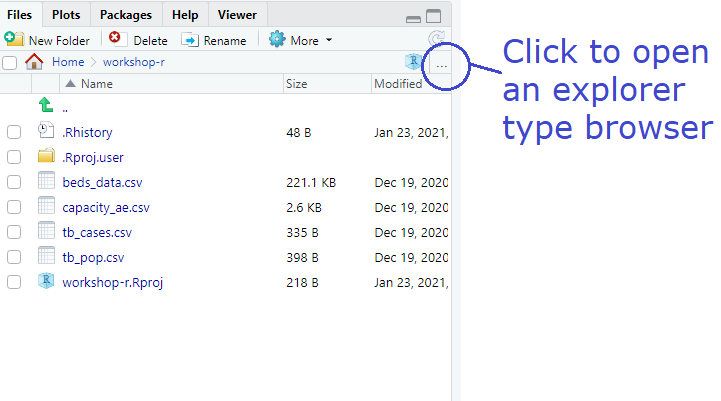 Files Plots Packages Help Viewer
New Folder Delete Rename More
Home workshop-r ...
Name Size Modified
..
.Rhistory 48 B Jan 23, 2021,
.Rproj.user
beds_data.csv 221.1 KB Dec 19, 2020
capacity_ae.csv 2.6 KB Dec 19, 2020
tb_cases.csv 335 B Dec 19, 2020
tb_pop.csv 398 B Dec 19, 2020
workshop-r.Rproj 218 B Jan 23, 2021,
Click to open
an explorer
type browser